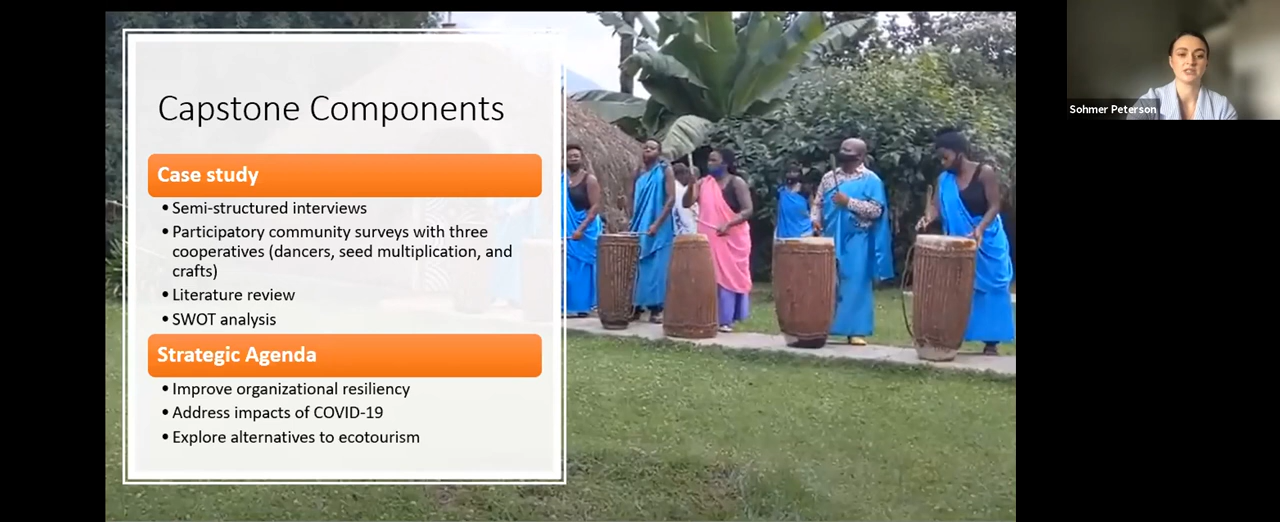 Capstone Components
Case study
• Semi-structured interviews
• Participatory community surveys with three
cooperatives (dancers, seed multiplication, and
crafts)
• Literature review
• SWOT analysis
Strategic Agenda
• Improve organizational resiliency
• Address impacts of COVID-19
• Explore alternatives to ecotourism
Sohmer Peterson